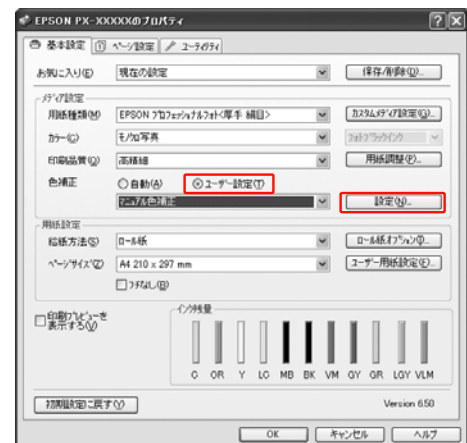 EPSON PX-XXXXXのプロパティ
基本設定 ページ設定 ユーティリティ
お気に入り(E) 現在の設定 保存/削除(D)...
メディア設定
用紙種類(M) EPSON プロフェッショナルフォト<厚手 絹目> カスタム用紙設定(G)...
カラー(C) モノクロ写真 フォトブラックインク
印刷品質(Q) 高精細 用紙調整(P)...
色補正 自動(A) ユーザー設定(T)
マニュアル色補正 設定(N)...
用紙設定
給紙方法(S) ロール紙 ロール紙オプション(I)...
ページサイズ(Z) A4 210 x 297 mm ユーザー用紙設定(F)...
フチなし(B)
印刷プレビューを
表示する(V)
インク残量
C OR Y LC MB BK VM GY GR LGY VLM
初期設定に戻す(Y) Version 6.50
OK キャンセル ヘルプ